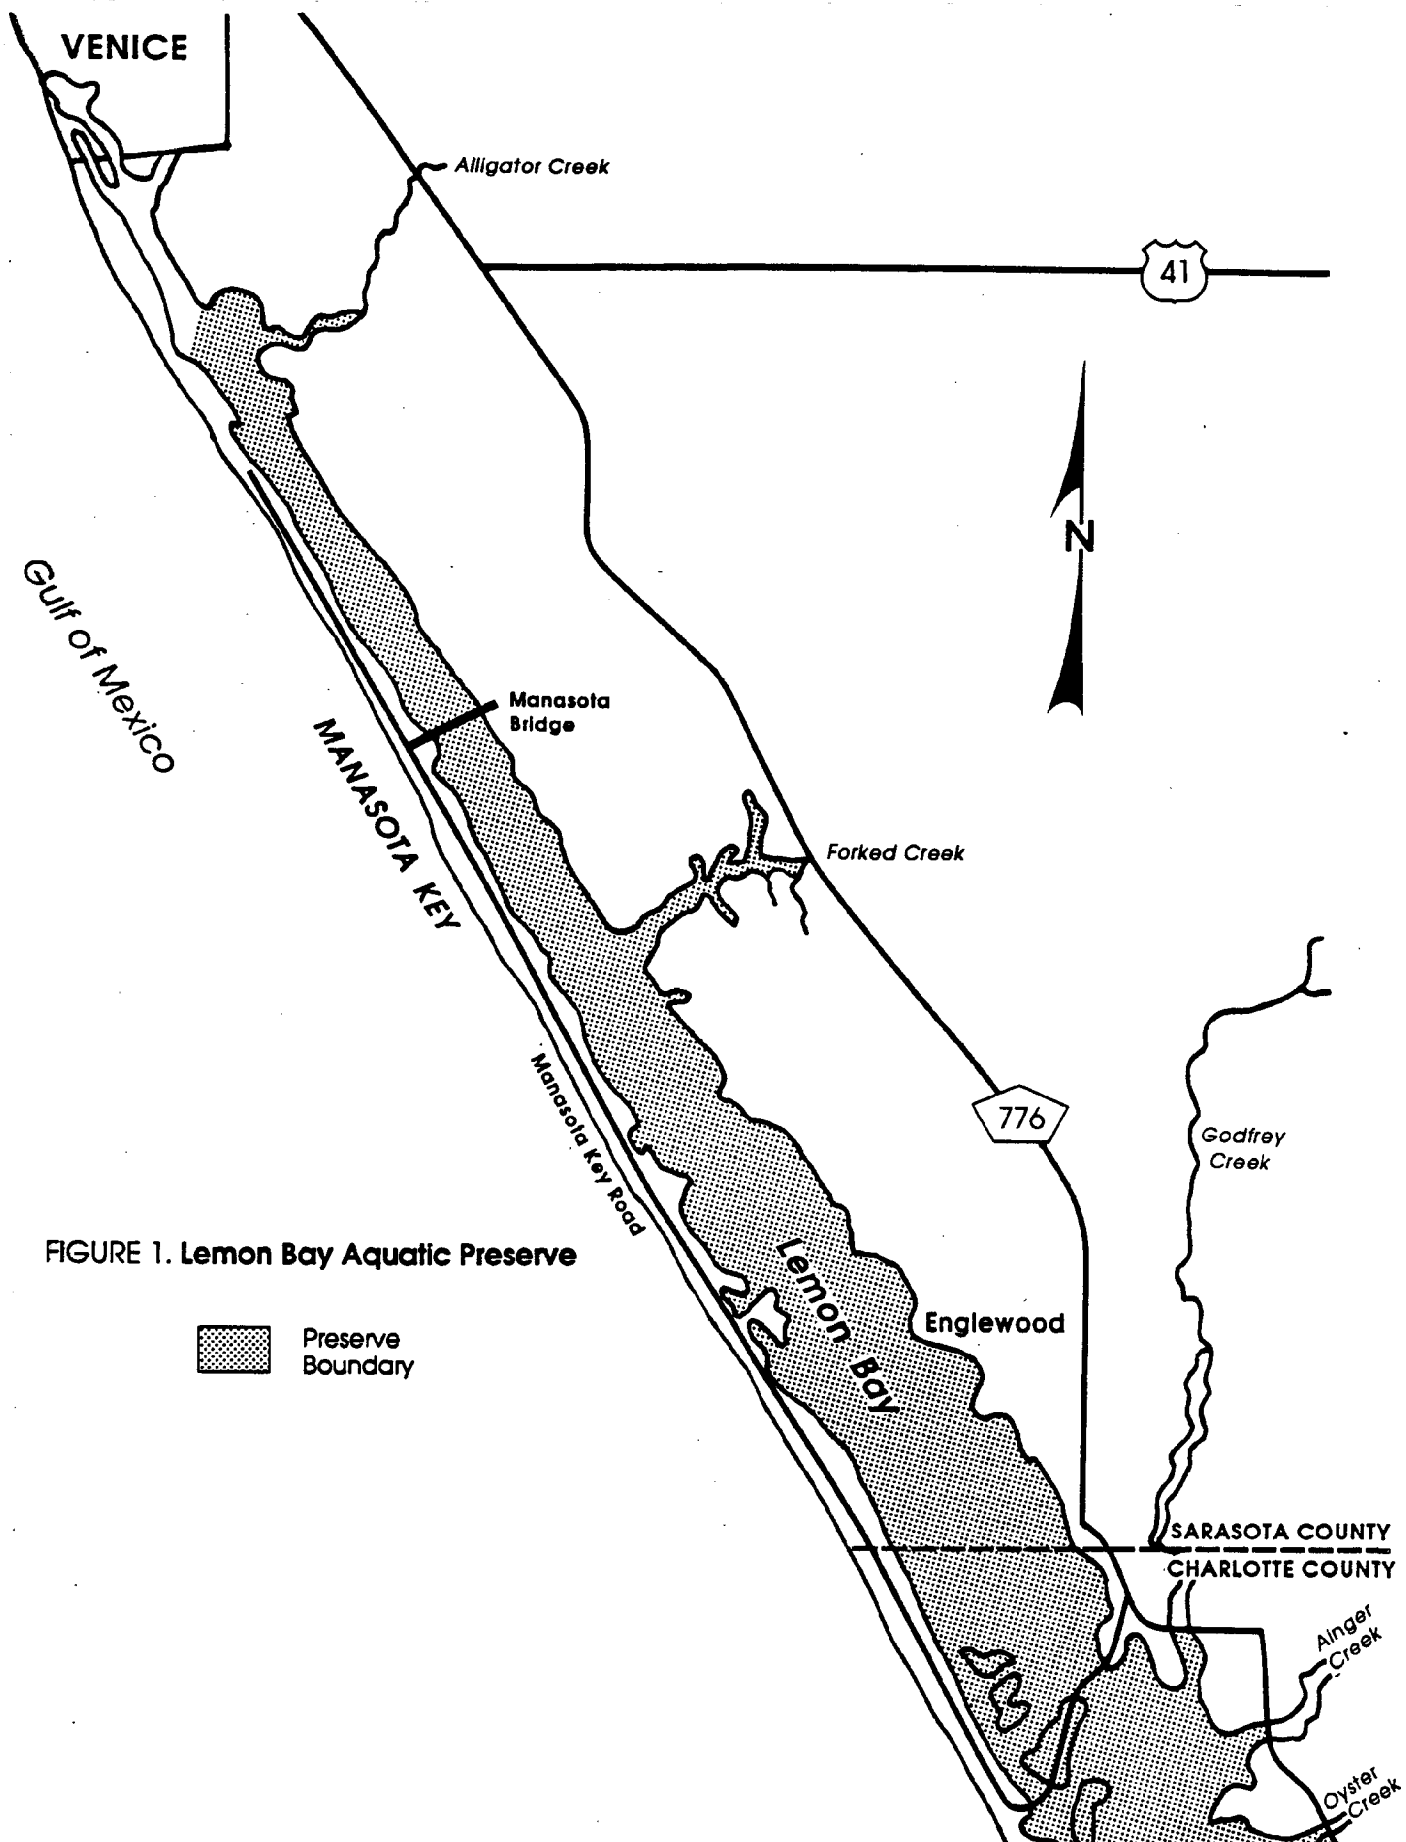 VENICE
Alligator Creek
41
N
Gulf of Mexico
Manasota
Bridge
MANASOTA KEY
Forked Creek
Manasota Key Road
776
Godfrey
Creek
FIGURE 1. Lemon Bay Aquatic Preserve
Lemon Bay
Englewood
Preserve
Boundary
SARASOTA COUNTY
CHARLOTTE COUNTY
Ainger
Creek
Oyster
Creek